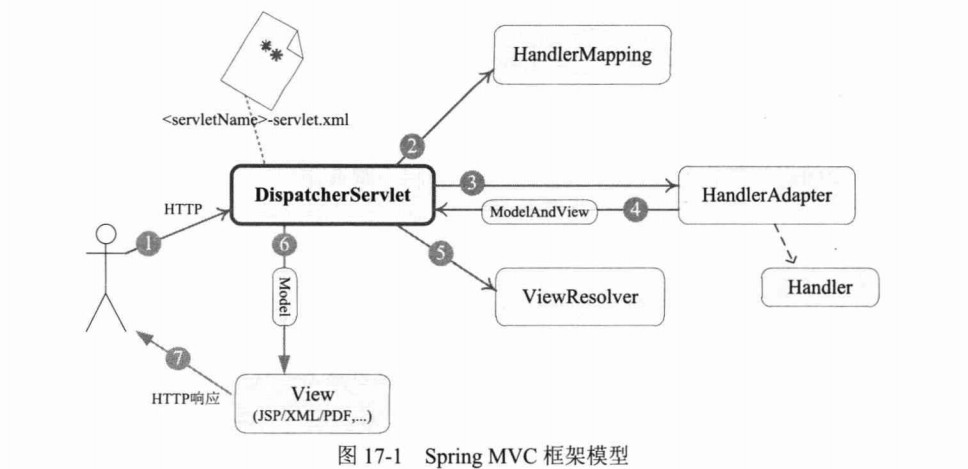 **
HandlerMapping
<servletName>-servlet.xml
2
DispatcherServlet
3
HandlerAdapter
HTTP
ModelAndView
4
1
6
5
Model
ViewResolver
Handler
7
HTTP响应
View
(JSP/XML/PDF,...)
图 17-1 Spring MVC 框架模型